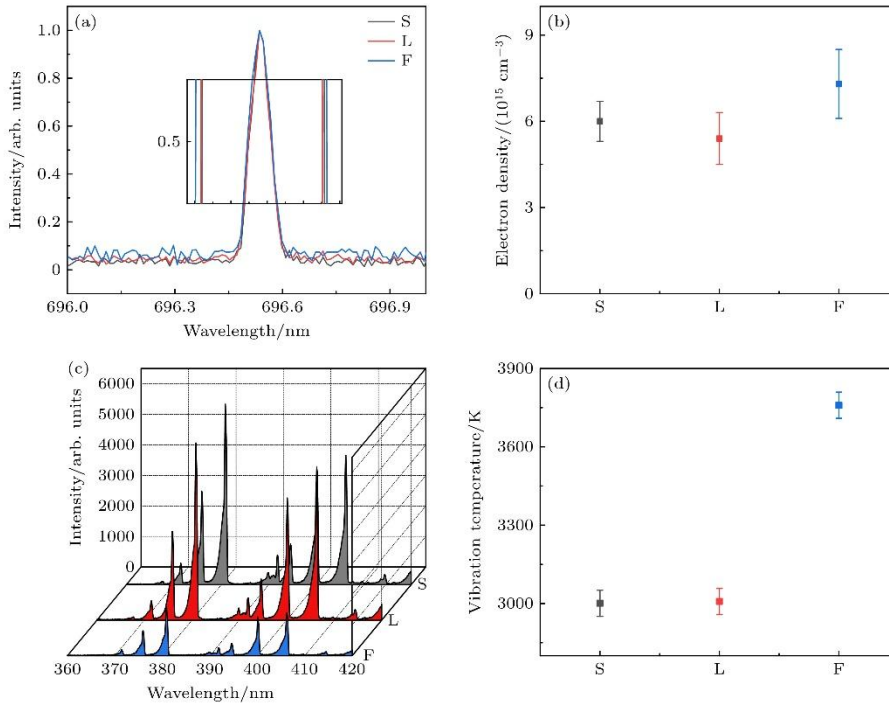 (a)
S
L
F
1.0
0.8
0.6
0.4
0.2
0
0.5
Intensity/arb. units
696.0
696.3
696.6
696.9
Wavelength/nm
(b)
9
6
3
0
Electron density/(10¹⁵ cm⁻³)
S
L
F
(c)
6000
5000
4000
3000
2000
1000
0
Intensity/arb. units
S
L
F
360
370
380
390
400
410
420
Wavelength/nm
(d)
3900
3600
3300
3000
Vibration temperature/K
S
L
F